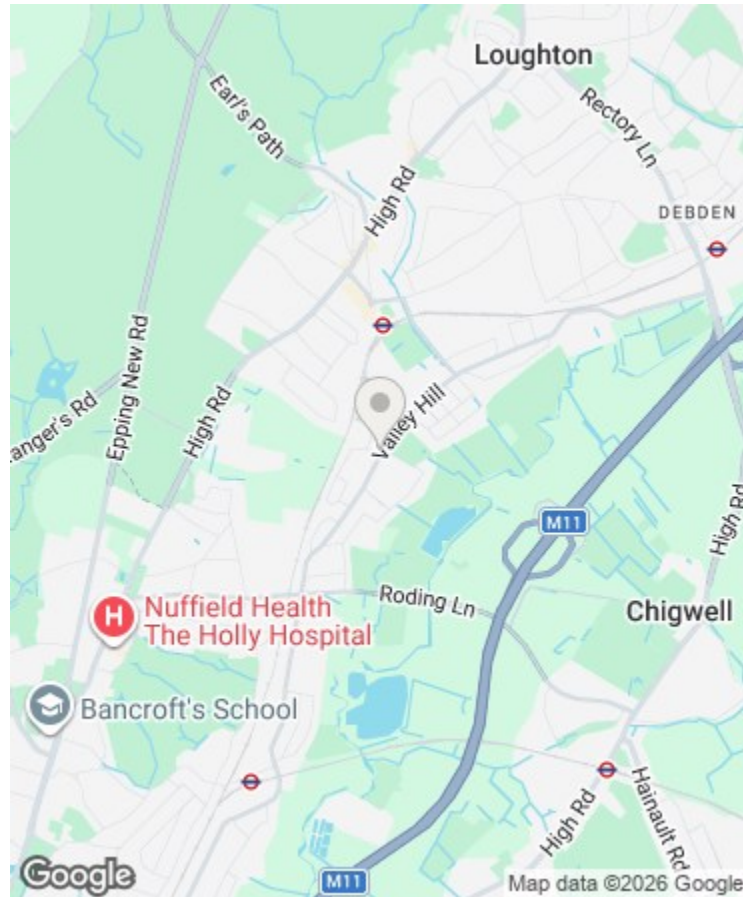 Loughton
Rectory Ln
Earl's Path
High Rd
DEBDEN
Epping New Rd
anger's Rd
High Rd
Valley Hill
M11
High Rd
Roding Ln
Nuffield Health
The Holly Hospital
H
Chigwell
Bancroft's School
High Rd
Hainault Rd
M11
Google
Map data ©2026 Google